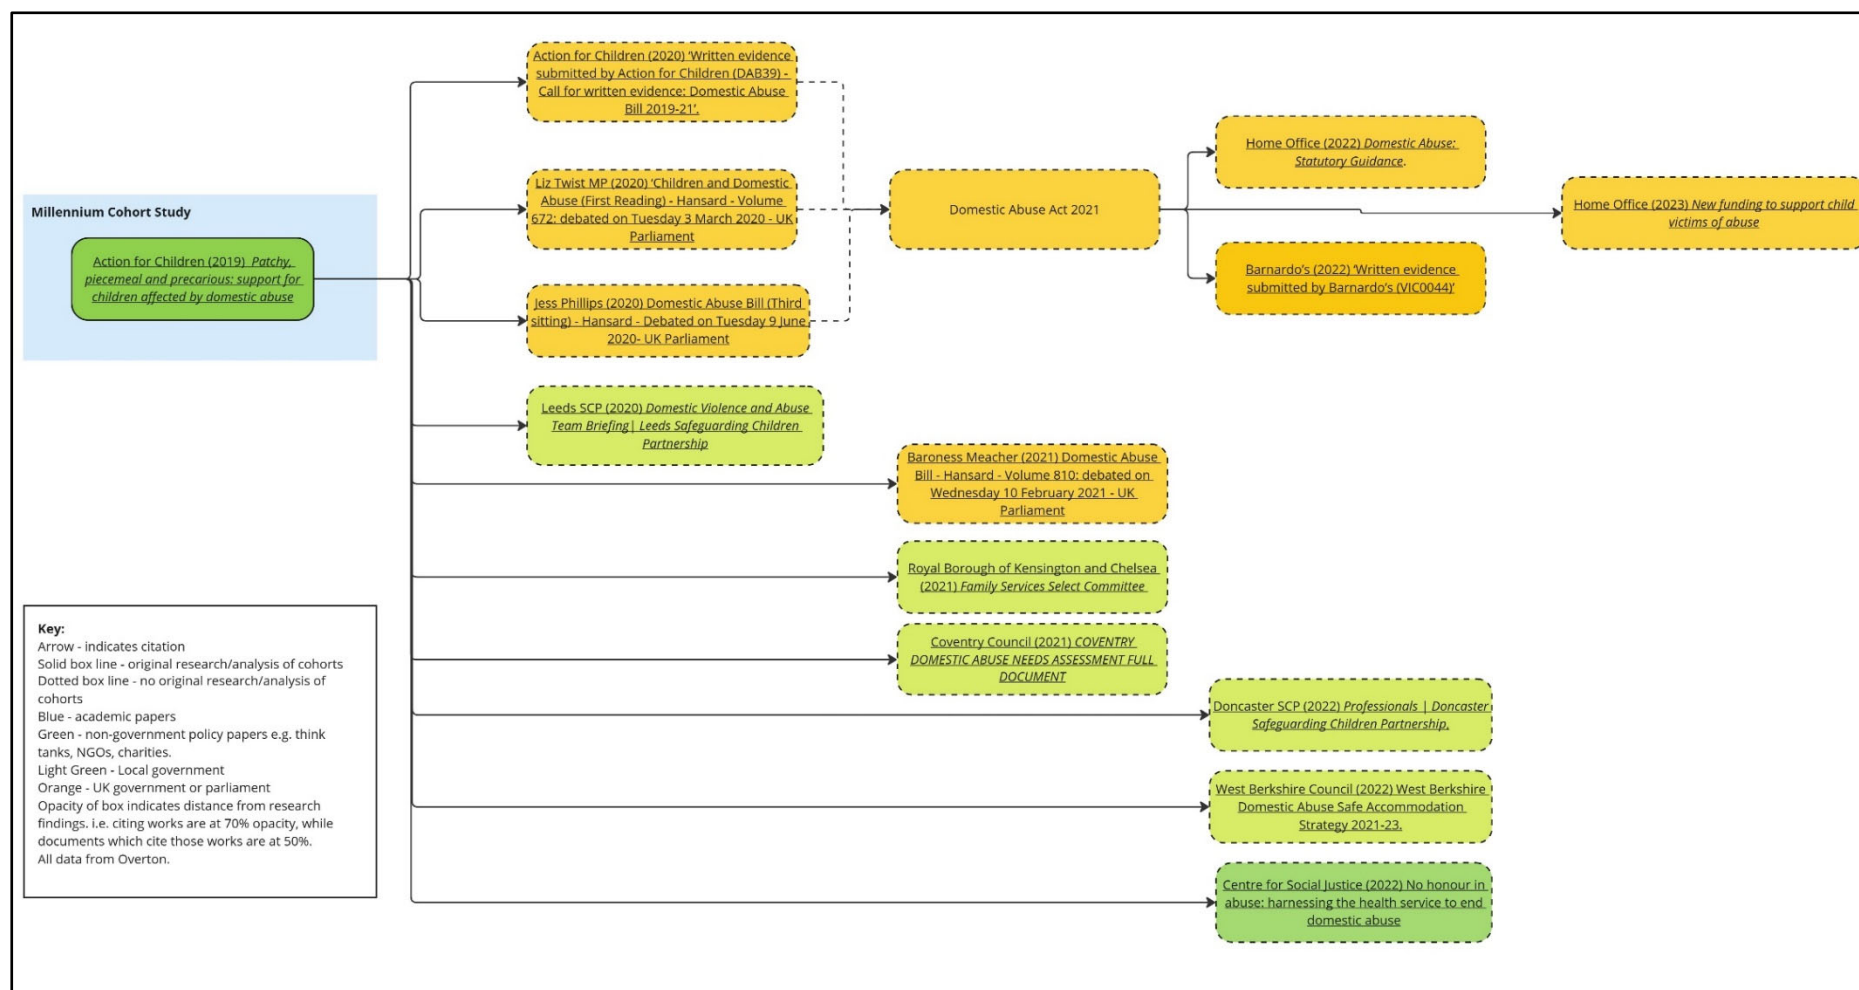 Millennium Cohort Study
Action for Children (2019) Patchy,
piecemeal and precarious: support for
children affected by domestic abuse
Action for Children (2020) ‘Written evidence
submitted by Action for Children (DAB39) -
Call for written evidence: Domestic Abuse
Bill 2019-21’.
Liz Twist MP (2020) ‘Children and Domestic
Abuse (First Reading) - Hansard - Volume
672: debated on Tuesday 3 March 2020 - UK
Parliament
Jess Phillips (2020) Domestic Abuse Bill (Third
sitting) - Hansard - Debated on Tuesday 9 June
2020- UK Parliament
Domestic Abuse Act 2021
Home Office (2022) Domestic Abuse:
Statutory Guidance.
Home Office (2023) New funding to support child
victims of abuse
Barnardo’s (2022) ‘Written evidence
submitted by Barnardo’s (VIC0044)’
Leeds SCP (2020) Domestic Violence and Abuse
Team Briefing| Leeds Safeguarding Children
Partnership
Baroness Meacher (2021) Domestic Abuse
Bill - Hansard - Volume 810: debated on
Wednesday 10 February 2021 - UK
Parliament
Royal Borough of Kensington and Chelsea
(2021) Family Services Select Committee
Coventry Council (2021) COVENTRY
DOMESTIC ABUSE NEEDS ASSESSMENT FULL
DOCUMENT
Doncaster SCP (2022) Professionals | Doncaster
Safeguarding Children Partnership,
West Berkshire Council (2022) West Berkshire
Domestic Abuse Safe Accommodation
Strategy 2021-23.
Centre for Social Justice (2022) No honour in
abuse: harnessing the health service to end
domestic abuse
Key:
Arrow - indicates citation
Solid box line - original research/analysis of cohorts
Dotted box line - no original research/analysis of
cohorts
Blue - academic papers
Green - non-government policy papers e.g. think
tanks, NGOs, charities.
Light Green - Local government
Orange - UK government or parliament
Opacity of box indicates distance from research
findings. i.e. citing works are at 70% opacity, while
documents which cite those works are at 50%.
All data from Overton.